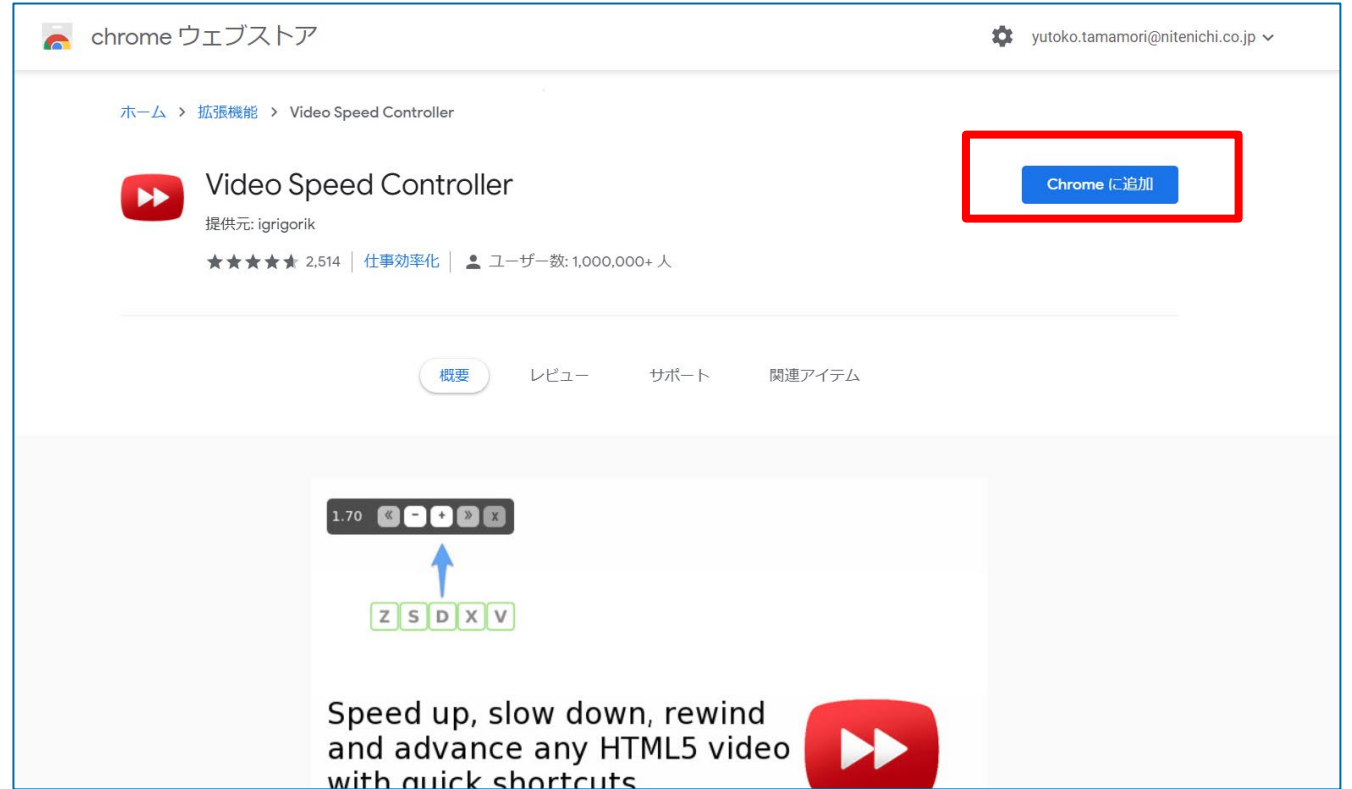 chrome ウェブストア
yutoko.tamamori@nitenichi.co.jp
ホーム > 拡張機能 > Video Speed Controller
Video Speed Controller
Chrome に追加
提供元: igrigorik
★★★★★ 2,514 | 仕事効率化 | ユーザー数: 1,000,000+ 人
概要 レビュー サポート 関連アイテム
1.70 « - + » x
Z S D X V
Speed up, slow down, rewind
and advance any HTML5 video
with quick shortcuts